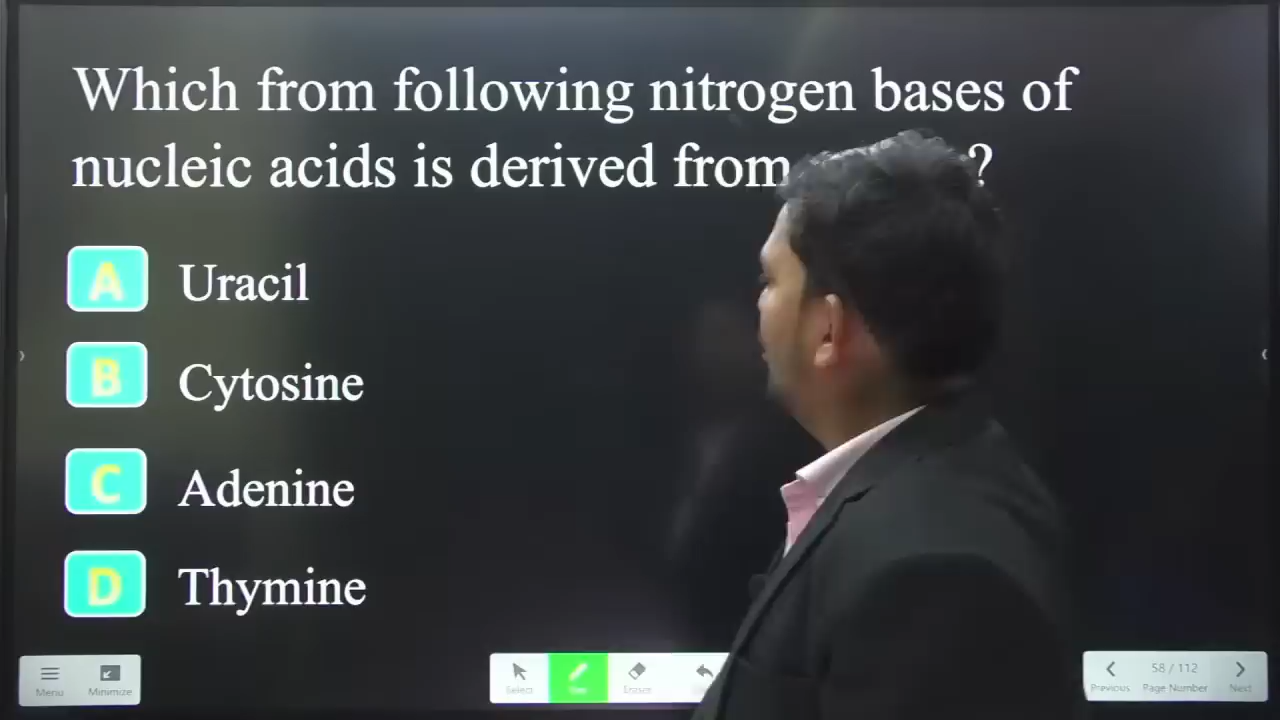 Which from following nitrogen bases of
nucleic acids is derived from ?
A Uracil
B Cytosine
C Adenine
D Thymine
Menu
Minimize
Select
Eraser
Previous
58 / 112
Page Number
Next